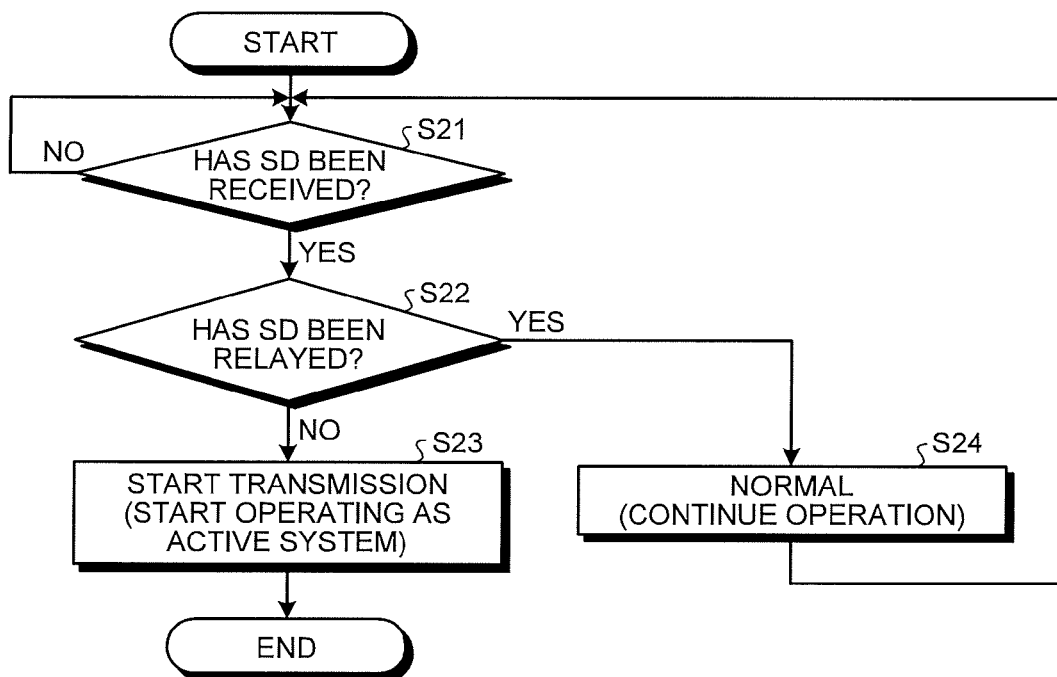 START
S21
NO
HAS SD BEEN
RECEIVED?
YES
S22
HAS SD BEEN
RELAYED?
YES
NO
S23
START TRANSMISSION
(START OPERATING AS
ACTIVE SYSTEM)
S24
NORMAL
(CONTINUE OPERATION)
END